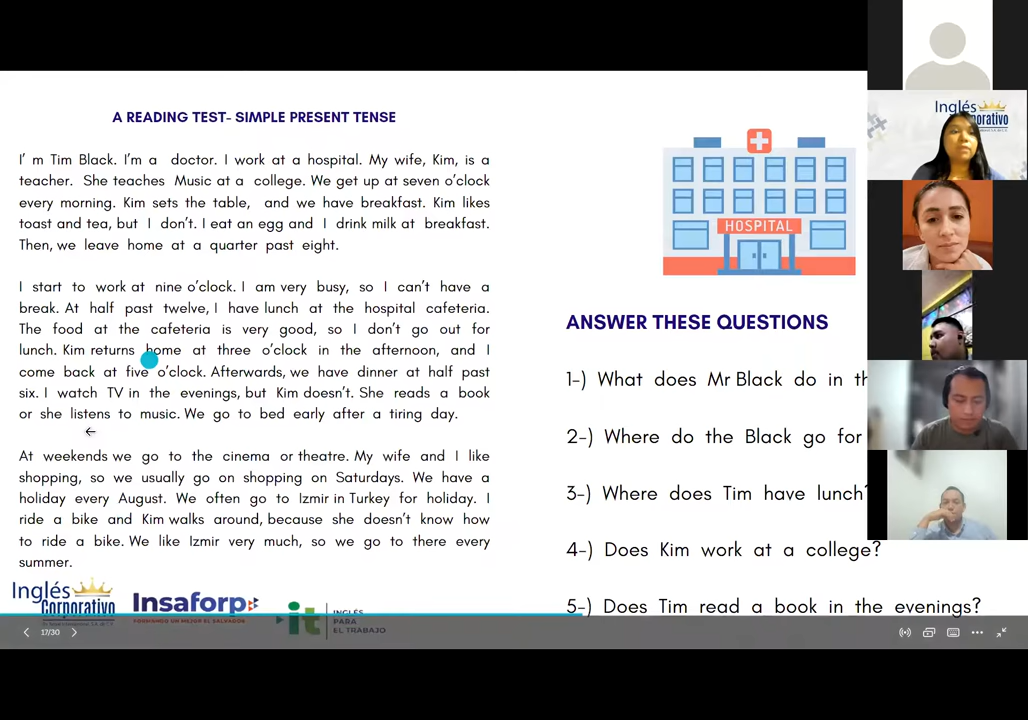 A READING TEST- SIMPLE PRESENT TENSE
I' m Tim Black. I'm a doctor. I work at a hospital. My wife, Kim, is a
teacher. She teaches Music at a college. We get up at seven o'clock
every morning. Kim sets the table, and we have breakfast. Kim likes
toast and tea, but I don't. I eat an egg and I drink milk at breakfast.
Then, we leave home at a quarter past eight.
I start to work at nine o'clock. I am very busy, so I can't have a
break. At half past twelve, I have lunch at the hospital cafeteria.
The food at the cafeteria is very good, so I don't go out for
lunch. Kim returns home at three o'clock in the afternoon, and I
come back at five o'clock. Afterwards, we have dinner at half past
six. I watch TV in the evenings, but Kim doesn't. She reads a book
or she listens to music. We go to bed early after a tiring day.
At weekends we go to the cinema or theatre. My wife and I like
shopping, so we usually go on shopping on Saturdays. We have a
holiday every August. We often go to Izmir in Turkey for holiday. I
ride a bike and Kim walks around, because she doesn't know how
to ride a bike. We like Izmir very much, so we go to there every
summer.
HOSPITAL
ANSWER THESE QUESTIONS
1-) What does Mr Black do in th
2-) Where do the Black go for
3-) Where does Tim have lunch?
4-) Does Kim work at a college?
5-) Does Tim read a book in the evenings?
Inglés
Corporativo
Insaforp
FORMANDO UN MEJOR EL SALVADOR
it
INGLÉS
PARA
EL TRABAJO
17/30
Inglés